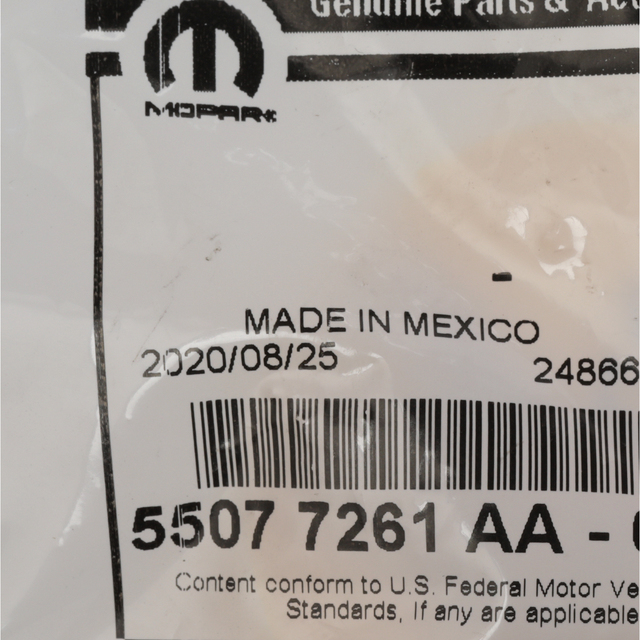 Genuine Parts &
MOPAR
-
MADE IN MEXICO
2020/08/25 24866
5507 7261 AA -
Content conform to U.S. Federal Motor
Standards, If any are applicable